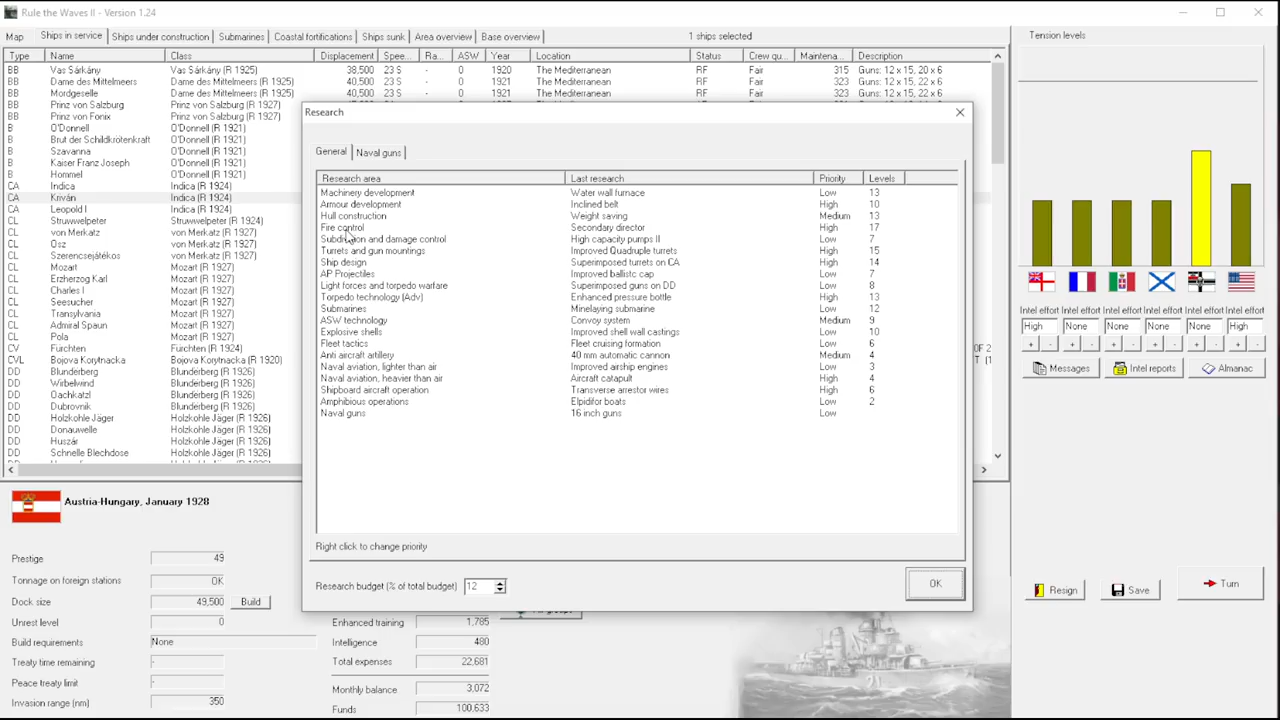 Rule the Waves II - Version 1.24
Map Ships in service Ships under construction Submarines Coastal fortifications Ships sunk Area overview Base overview 1 ships selected
Type Name Class Displacement Spee... Ra... ASW Year Location Status Crew qu... Maintena... Description
BB Vas Sárkány Vas Sárkány (R 1925) 38,500 23 S - 0 1920 The Mediterranean RF Fair 315 Guns: 12 x 15, 20 x 6
BB Dame des Mittelmeers Dame des Mittelmeers (R 1925) 40,500 23 S - 0 1921 The Mediterranean RF Fair 323 Guns: 12 x 15, 22 x 6
BB Mordgeselle Dame des Mittelmeers (R 1925) 40,500 23 S - 0 1921 The Mediterranean RF Fair 323 Guns: 12 x 15, 22 x 6
BB Prinz von Salzburg Prinz von Salzburg (R 1927)
BB Prinz von Fonix Prinz von Salzburg (R 1927)
B O'Donnell O'Donnell (R 1921)
B Brut der Schildkrötenkraft O'Donnell (R 1921)
B Szavanna O'Donnell (R 1921)
B Kaiser Franz Joseph O'Donnell (R 1921)
B Hommel O'Donnell (R 1921)
CA Indica Indica (R 1924)
CA Kriván Indica (R 1924)
CA Leopold I Indica (R 1924)
CL Struwwelpeter Struwwelpeter (R 1924)
CL von Merkatz von Merkatz (R 1927)
CL Ősz von Merkatz (R 1927)
CL Szerencsejátékos von Merkatz (R 1927)
CL Mozart Mozart (R 1927)
CL Erzherzog Karl Mozart (R 1927)
CL Charles I Mozart (R 1927)
CL Seesucher Mozart (R 1927)
CL Transylvania Mozart (R 1927)
CL Admiral Spaun Mozart (R 1927)
CL Pola Mozart (R 1927)
CV Fürchten Fürchten (R 1924)
CVL Bojova Korytnacka Bojova Korytnacka (R 1920)
DD Blunderberg Blunderberg (R 1926)
DD Wirbelwind Blunderberg (R 1926)
DD Oachkatzl Blunderberg (R 1926)
DD Dubrovnik Blunderberg (R 1926)
DD Holzkohle Jäger Holzkohle Jäger (R 1926)
DD Donauwelle Holzkohle Jäger (R 1926)
DD Huszár Holzkohle Jäger (R 1926)
DD Schnelle Blechdose Holzkohle Jäger (R 1926)
Research
General Naval guns
Research area Last research Priority Levels
Machinery development Water wall furnace Low 13
Armour development Inclined belt High 10
Hull construction Weight saving Medium 13
Fire control Secondary director High 17
Subdivision and damage control High capacity pumps II Low 7
Turrets and gun mountings Improved Quadruple turrets High 15
Ship design Superimposed turrets on CA High 14
AP Projectiles Improved ballistc cap Low 7
Light forces and torpedo warfare Superimposed guns on DD Low 8
Torpedo technology (Adv) Enhanced pressure bottle High 13
Submarines Minelaying submarine Low 12
ASW technology Convoy system Medium 9
Explosive shells Improved shell wall castings Low 10
Fleet tactics Fleet cruising formation Low 6
Anti aircraft artillery 40 mm automatic cannon Medium 4
Naval aviation, lighter than air Improved airship engines Low 3
Naval aviation, heavier than air Aircraft catapult High 4
Shipboard aircraft operation Transverse arrestor wires High 6
Amphibious operations Elpidifor boats Low 2
Naval guns 16 inch guns Low
Right click to change priority
Research budget (% of total budget) 12
OK
Tension levels
Intel effort Intel effort Intel effort Intel effort Intel effort Intel effort
High None None None None High
+ - + - + - + - + - + -
Messages Intel reports Almanac
Resign Save Turn
Austria-Hungary, January 1928
Prestige 49
Tonnage on foreign stations OK
Dock size 49,500 Build
Unrest level 0
Build requirements None
Treaty time remaining -
Peace treaty limit -
Invasion range (nm) 350
Enhanced training 1,785
Intelligence 480
Total expenses 22,681
Monthly balance 3,072
Funds 100,633
21